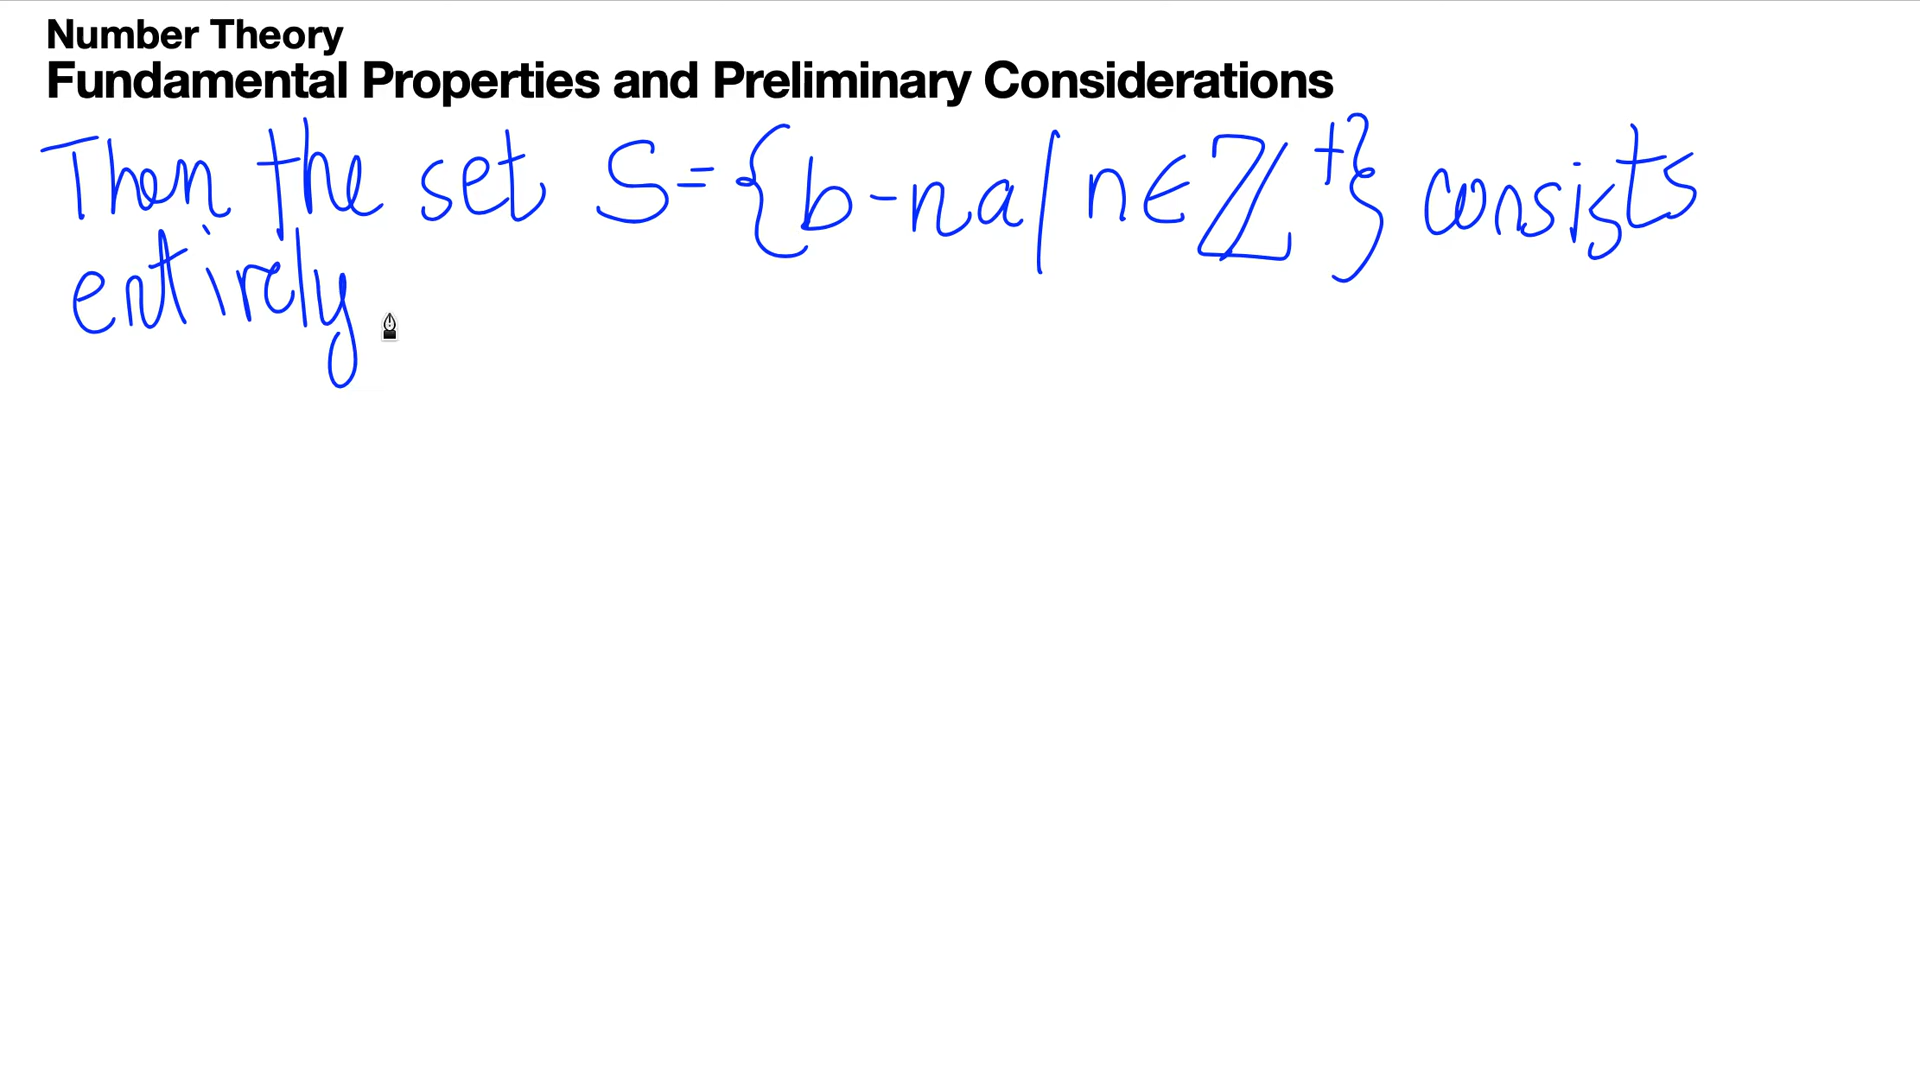 Number Theory
Fundamental Properties and Preliminary Considerations
Then the set S={b-na/n∈ℤ⁺} consists
entirely